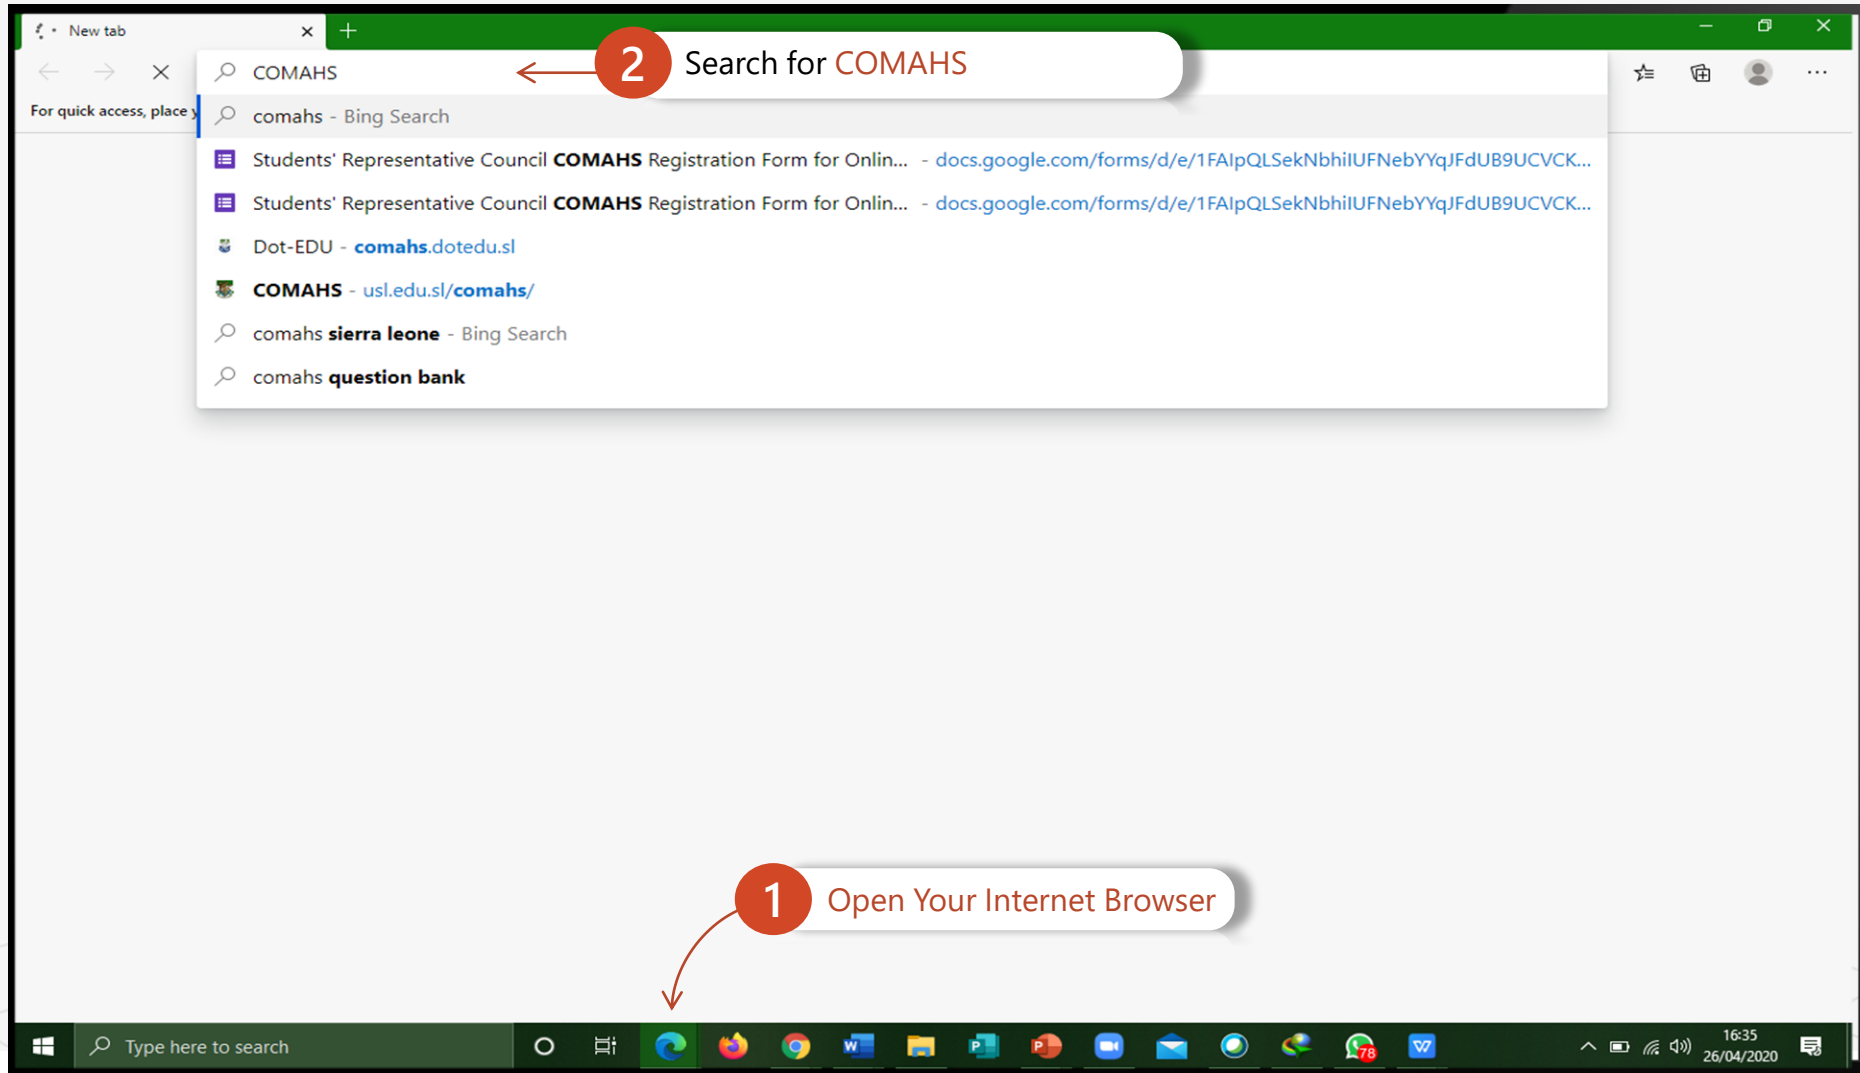 New tab
2 Search for COMAHS
COMAHS
For quick access, place y
comahs - Bing Search
Students' Representative Council COMAHS Registration Form for Onlin... - docs.google.com/forms/d/e/1FAIpQLSekNbhiIUFNebYYqJFdUB9UCVCK...
Students' Representative Council COMAHS Registration Form for Onlin... - docs.google.com/forms/d/e/1FAIpQLSekNbhiIUFNebYYqJFdUB9UCVCK...
Dot-EDU - comahs.dotedu.sl
COMAHS - usl.edu.sl/comahs/
comahs sierra leone - Bing Search
comahs question bank
1 Open Your Internet Browser
Type here to search
78
16:35
26/04/2020